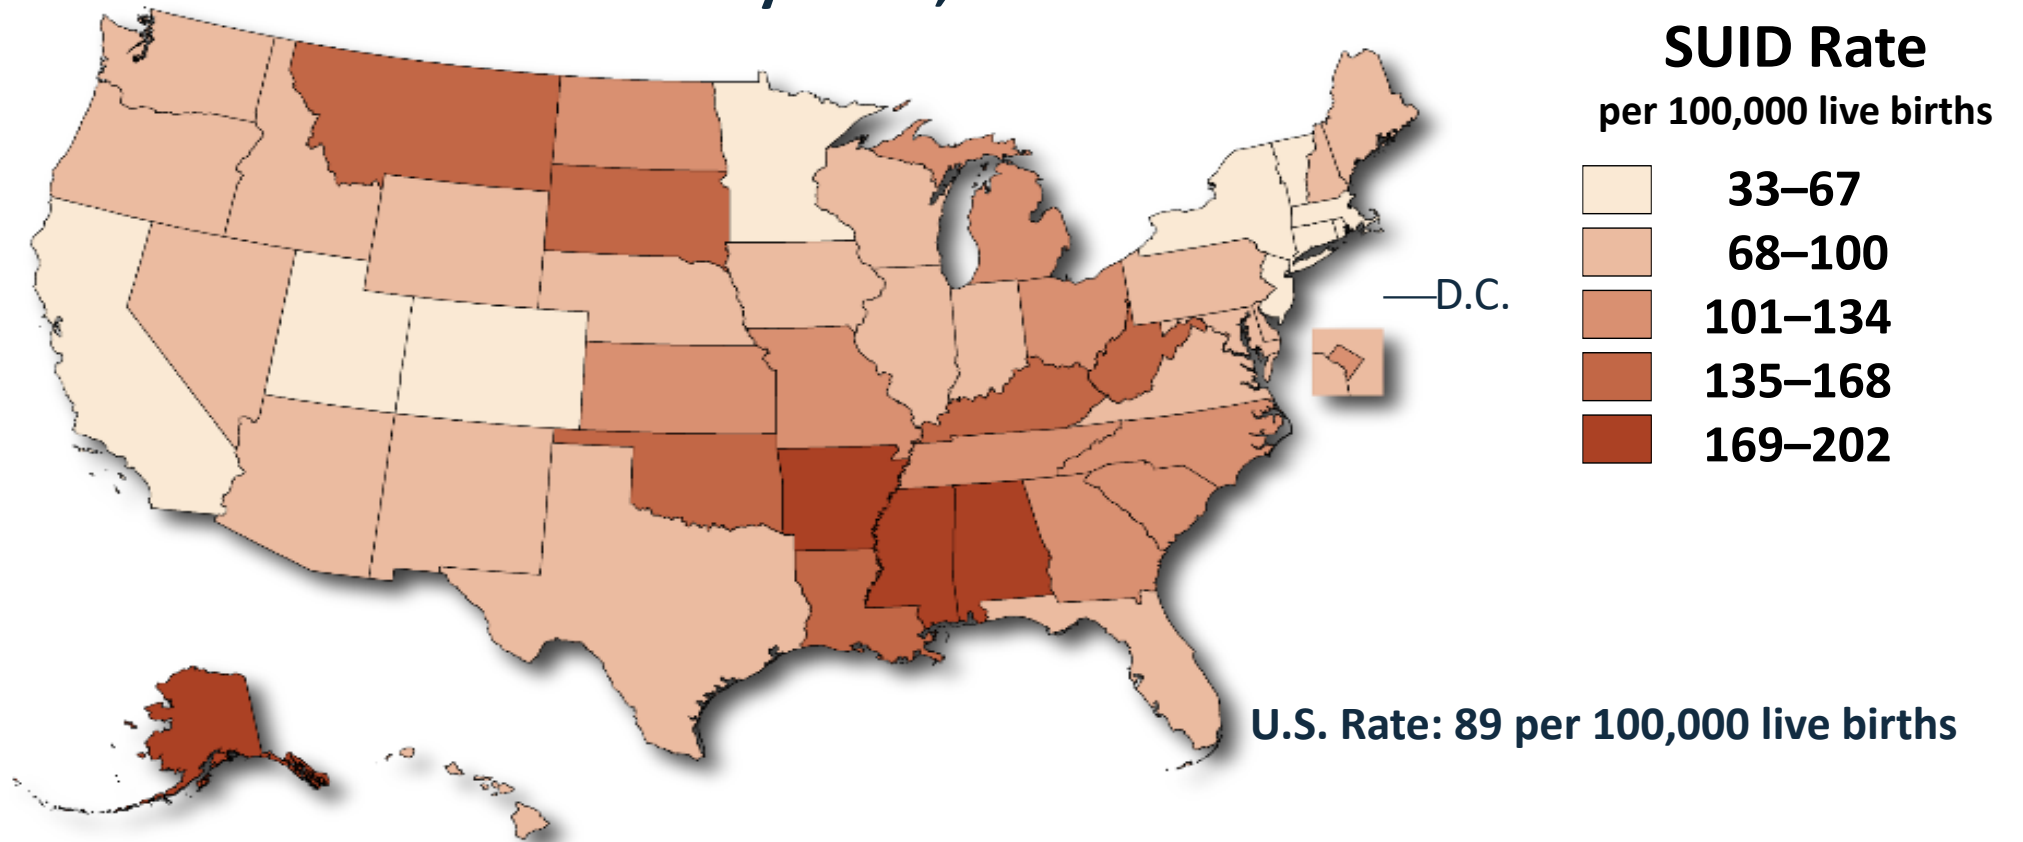 SUID Rate
per 100,000 live births
33–67
68–100
101–134
135–168
169–202
D.C.
U.S. Rate: 89 per 100,000 live births